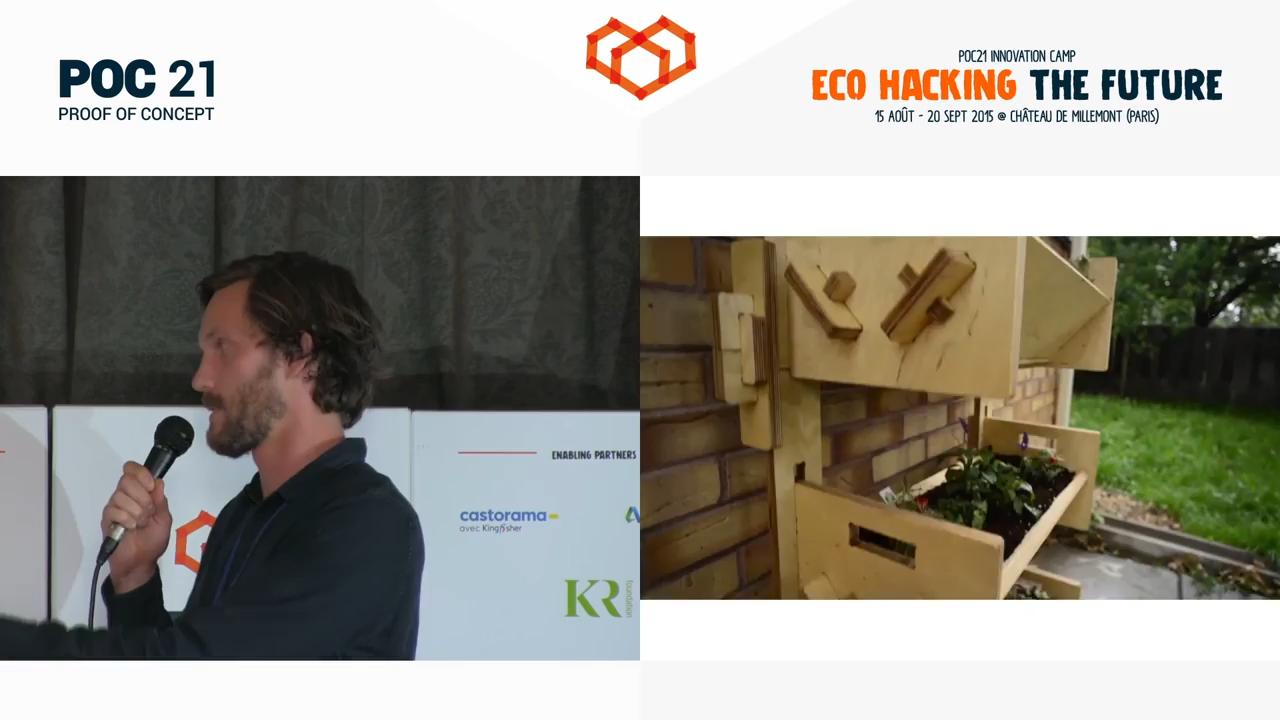 POC 21
PROOF OF CONCEPT
POC21 INNOVATION CAMP
ECO HACKING THE FUTURE
15 AOÛT - 20 SEPT 2015 @ CHÂTEAU DE MILLEMONT (PARIS)
ENABLING PARTNERS
castorama
avec Kingfisher
KR
foundation